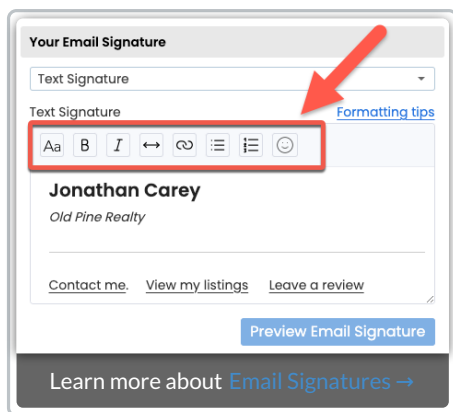 Your Email Signature
Text Signature
Text Signature Formatting tips
Aa B I
Jonathan Carey
Old Pine Realty
Contact me. View my listings Leave a review
Preview Email Signature
Learn more about Email Signatures →